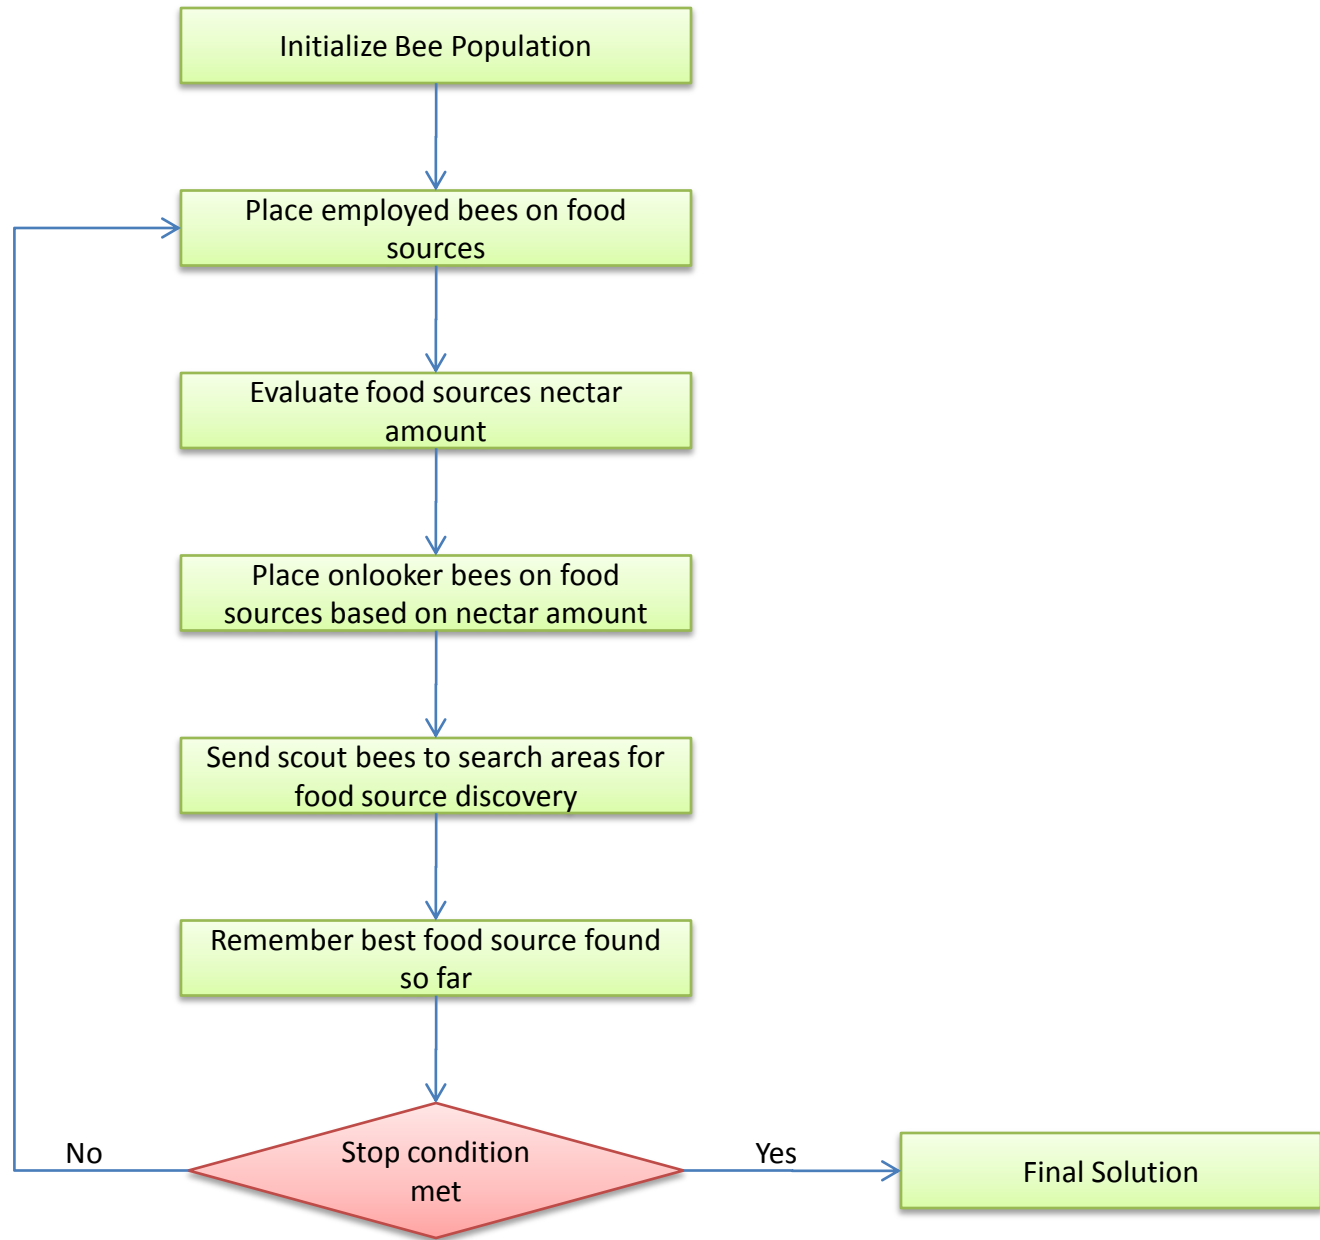 Initialize Bee Population
Place employed bees on food
sources
Evaluate food sources nectar
amount
Place onlooker bees on food
sources based on nectar amount
Send scout bees to search areas for
food source discovery
Remember best food source found
so far
Stop condition
met
No
Yes
Final Solution